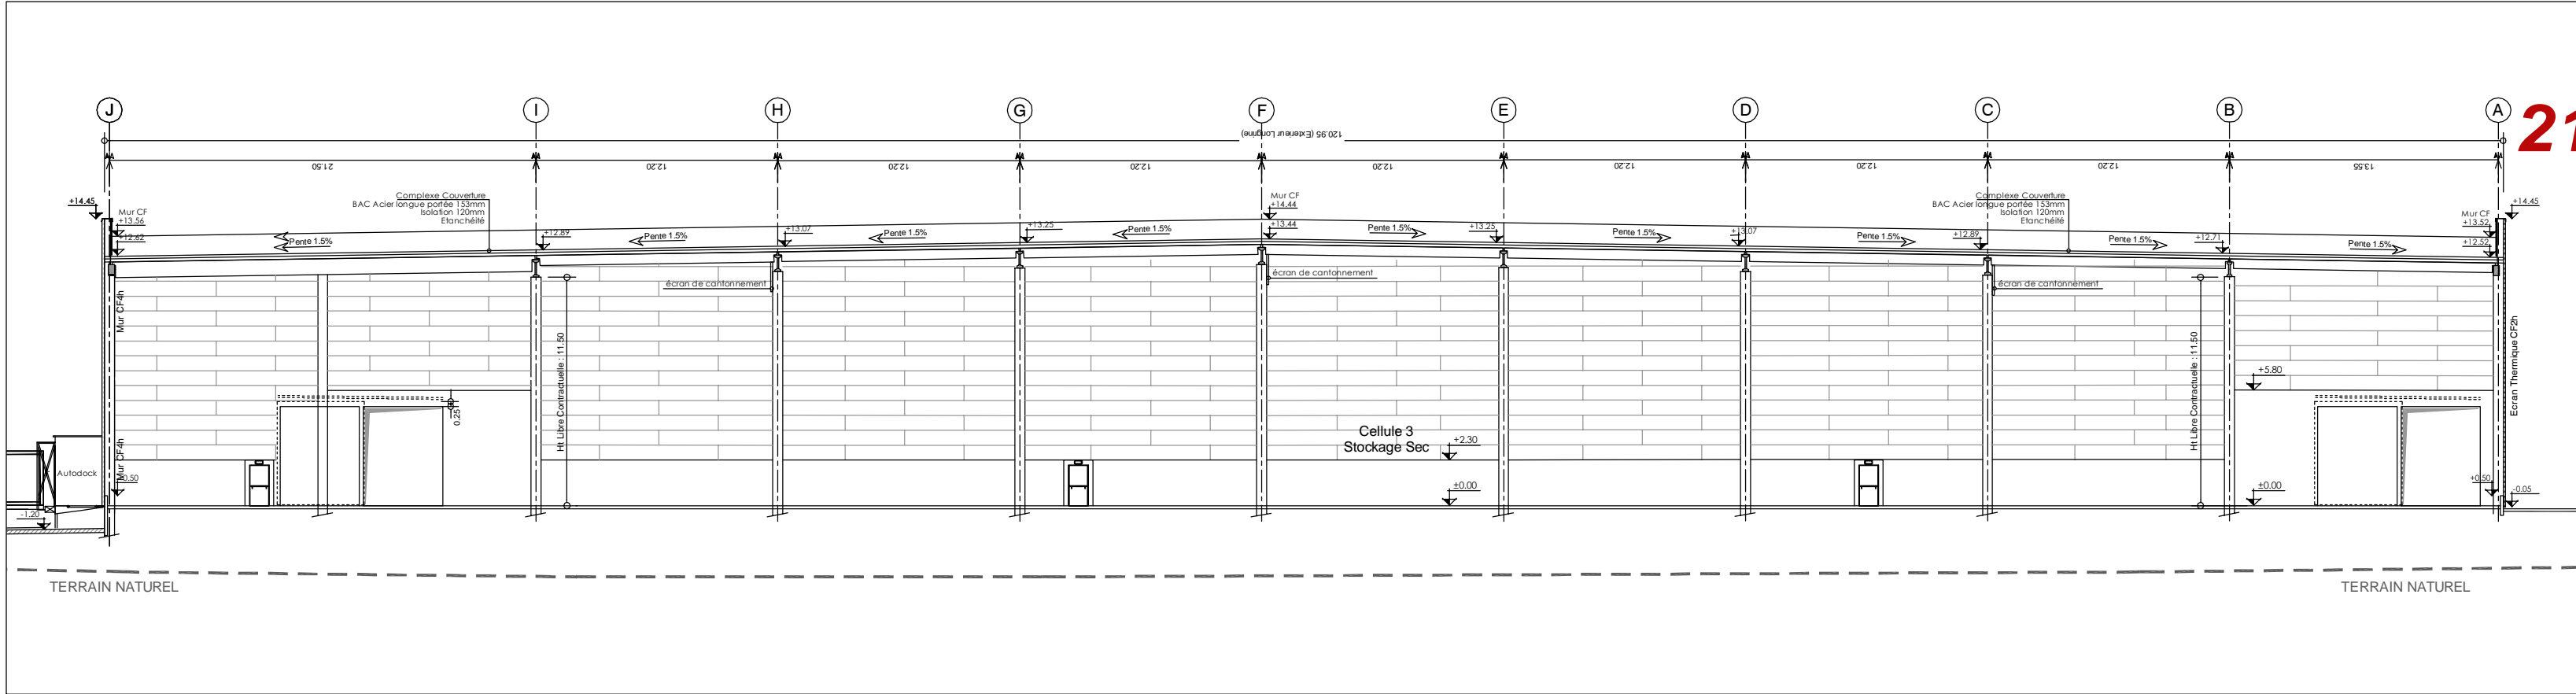 J
I
H
G
F
E
D
C
B
A
21
120.95 (Exterieur Longrine)
21.50
12.20
12.20
12.20
12.20
12.20
12.20
12.20
13.55
Complexe Couverture
BAC Acier longue portée 153mm
Isolation 120mm
Etanchéité
Complexe Couverture
BAC Acier longue portée 153mm
Isolation 120mm
Etanchéité
+14.45
Mur CF
+13.56
+12.62
Pente 1.5%
+12.89
Pente 1.5%
+13.07
Pente 1.5%
+13.25
Pente 1.5%
Mur CF
+14.44
+13.44
Pente 1.5%
+13.25
Pente 1.5%
+13.07
Pente 1.5%
+12.89
Pente 1.5%
+12.71
Pente 1.5%
Mur CF
+13.52
+12.52
+14.45
écran de cantonnement
écran de cantonnement
écran de cantonnement
Mur CF4h
Ht Libre Contractuelle : 11.50
Ht Libre Contractuelle : 11.50
Ecran Thermique CF2h
+5.80
0.25
Cellule 3
Stockage Sec
+2.30
Autodock
Mur CF4h
+0.50
±0.00
±0.00
+0.50
-0.05
-1.20
TERRAIN NATUREL
TERRAIN NATUREL